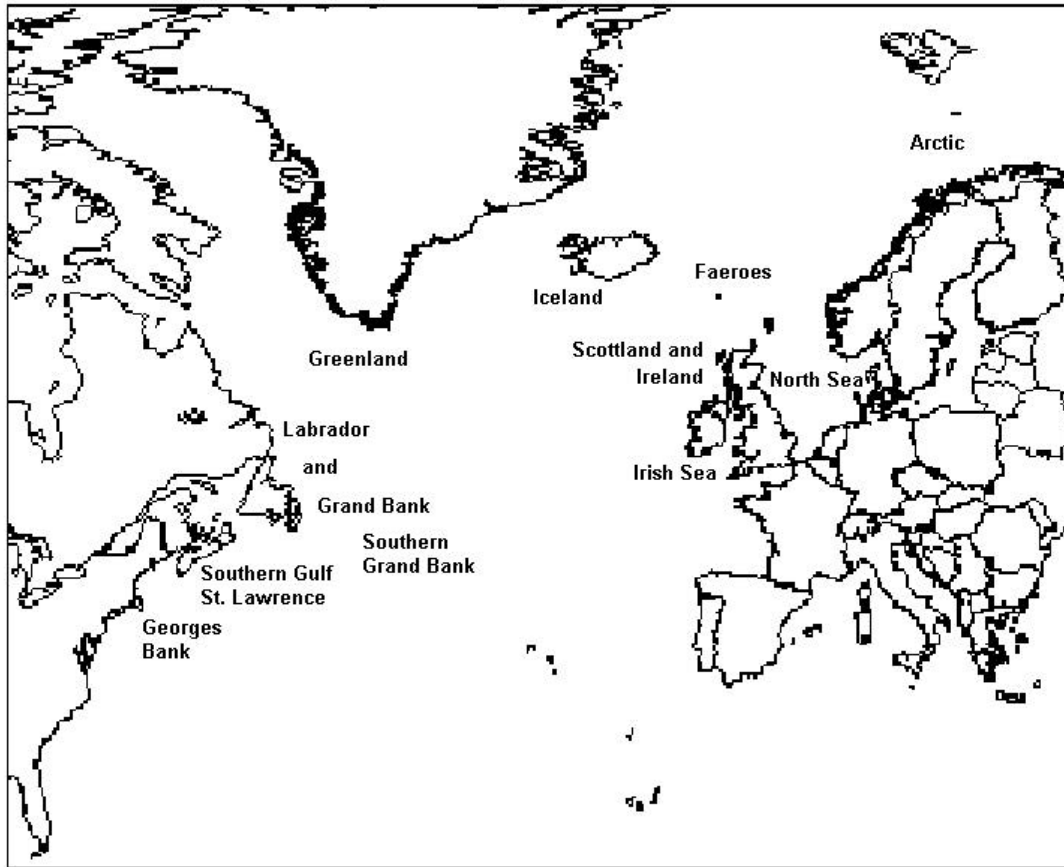 Arctic
Faeroes
Iceland
Greenland
Scottland and
Ireland
North Sea
Labrador
and
Grand Bank
Irish Sea
Southern
Grand Bank
Southern Gulf
St. Lawrence
Georges
Bank